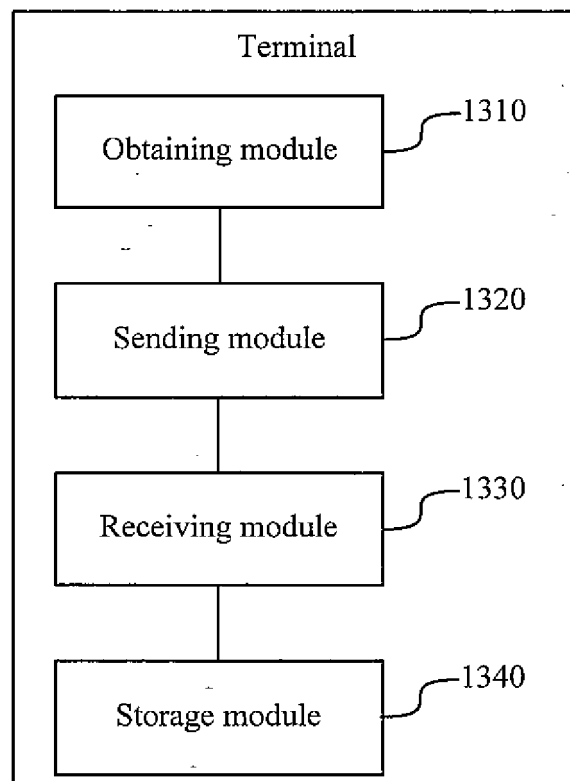 Terminal
Obtaining module
1310
Sending module
1320
Receiving module
1330
Storage module
1340